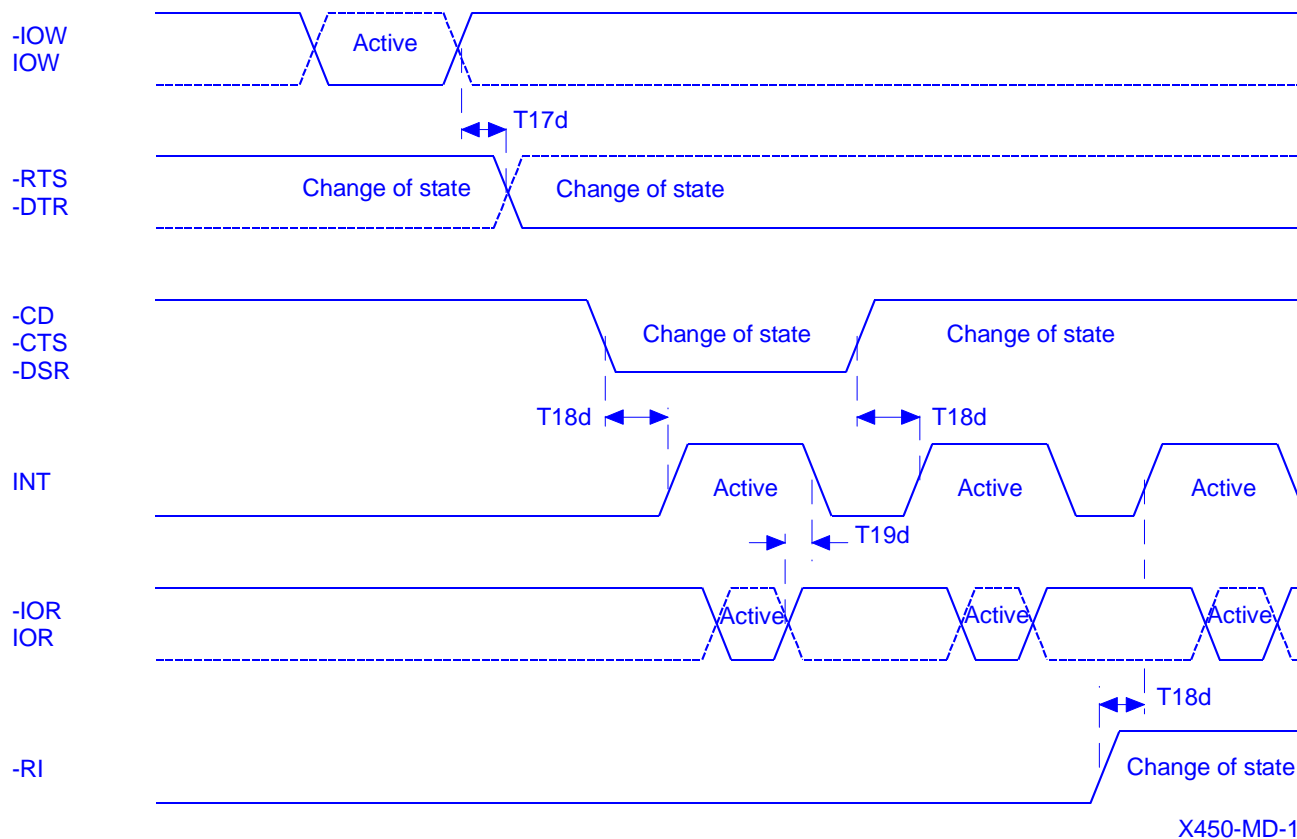 -IOW
IOW
Active
T17d
-RTS
-DTR
Change of state
Change of state
-CD
-CTS
-DSR
Change of state
Change of state
T18d
T18d
INT
Active
Active
Active
T19d
-IOR
IOR
Active
Active
Active
T18d
-RI
Change of state
X450-MD-1